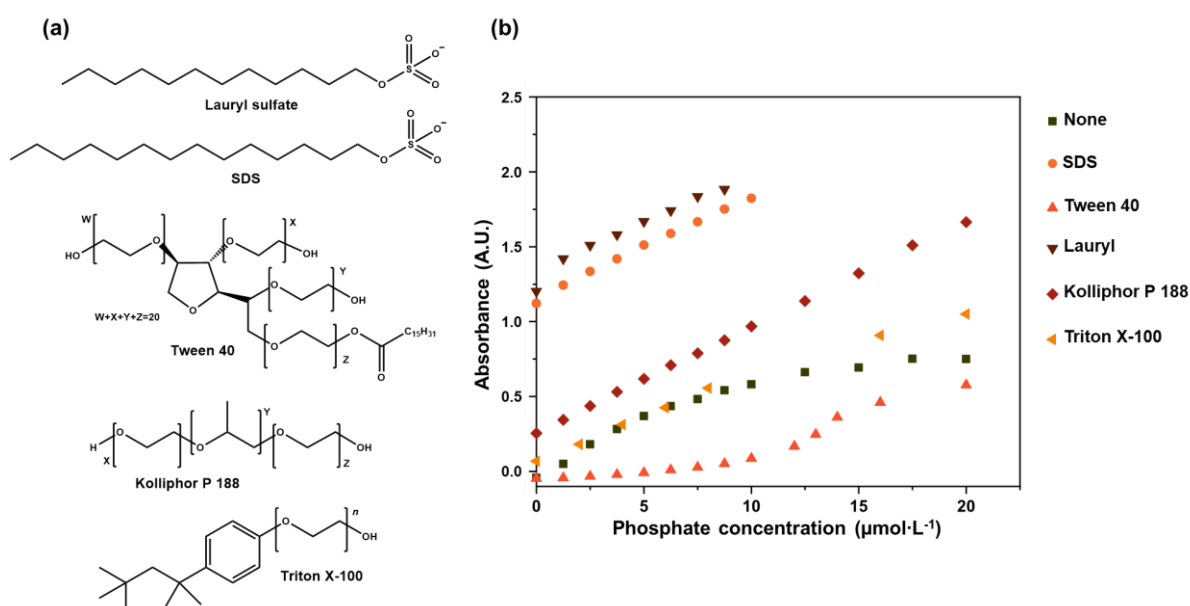 (a)
O
O⁻
S
O
O
Lauryl sulfate
O
O⁻
S
O
O
SDS
W
X
HO
O
O
OH
Y
O
OH
O
W+X+Y+Z=20
O
O
C₁₅H₃₁
Z
O
Tween 40
Y
H
O
O
O
OH
X
Z
Kolliphor P 188
n
O
OH
Triton X-100
(b)
2.5
2.0
1.5
1.0
0.5
0.0
Absorbance (A.U.)
0
5
10
15
20
Phosphate concentration (µmol·L⁻¹)
None
SDS
Tween 40
Lauryl
Kolliphor P 188
Triton X-100